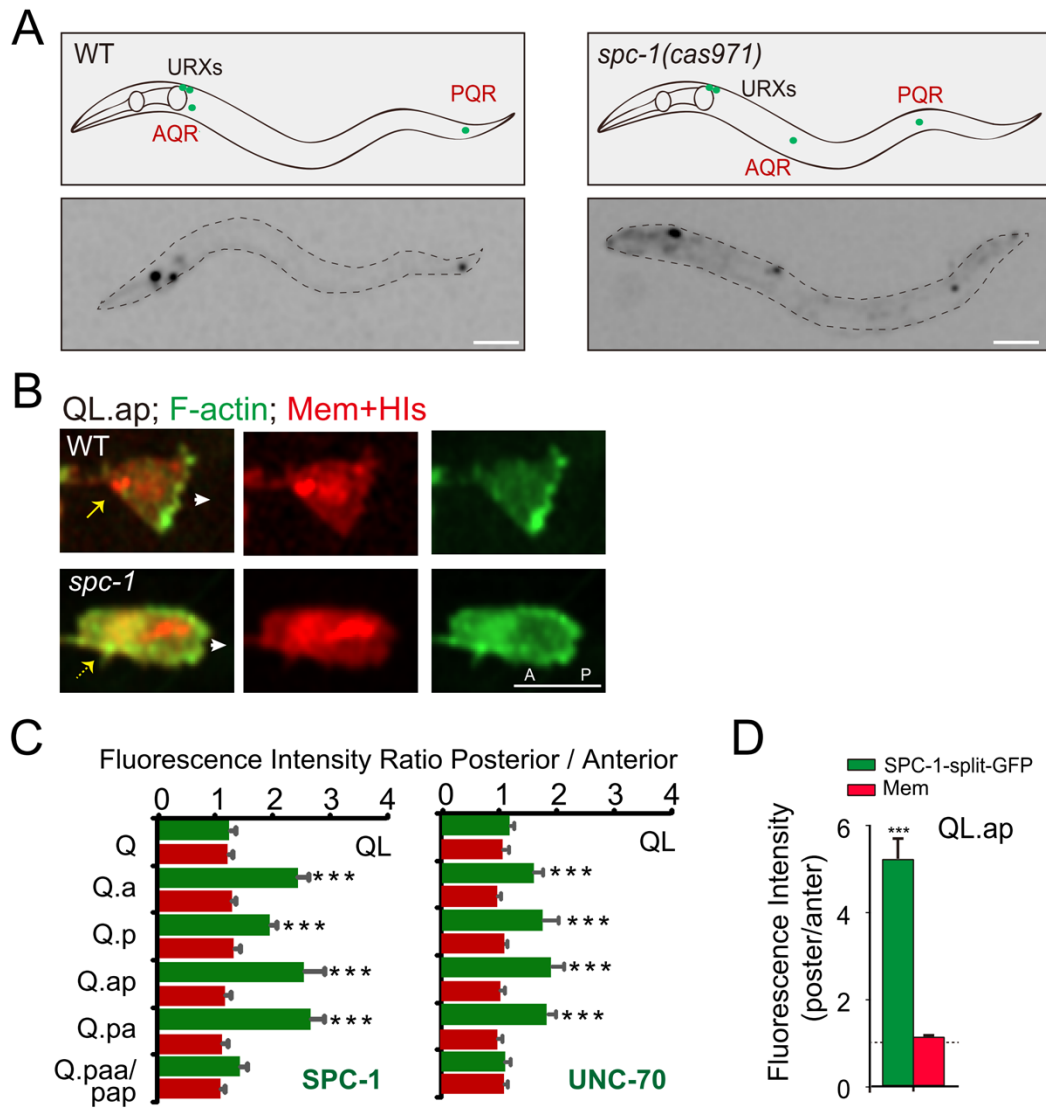 A
WT
URXs
AQR
PQR
spc-1(cas971)
URXs
AQR
PQR
B
QL.ap; F-actin; Mem+HIs
WT
spc-1
A P
C
Fluorescence Intensity Ratio Posterior / Anterior
0 1 2 3 4
QL
Q
Q.a
***
Q.p
***
Q.ap
***
Q.pa
***
Q.paa/
pap
SPC-1
0 1 2 3 4
QL
***
***
***
***
UNC-70
D
SPC-1-split-GFP
Mem
QL.ap
Fluorescence Intensity
(poster/anter)
6
4
2
0
***